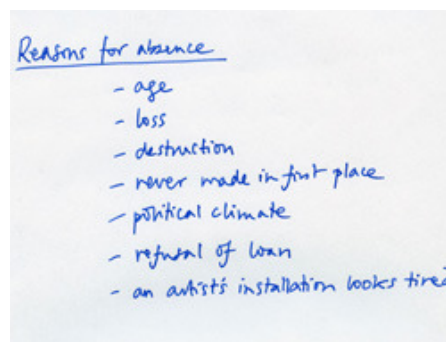 Reasons for absence
- age
- loss
- destruction
- never made in first place
- political climate
- refusal of loan
- an artist's installation looks tired